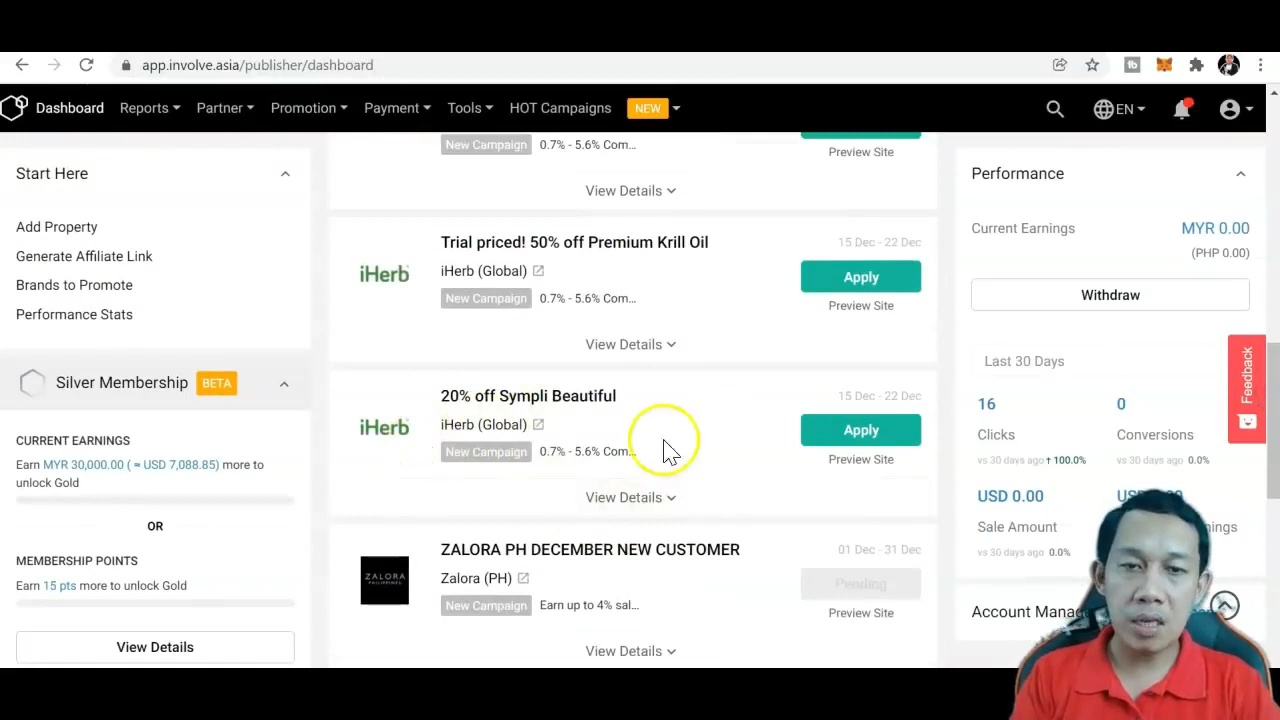 app.involve.asia/publisher/dashboard
Dashboard Reports Partner Promotion Payment Tools HOT Campaigns NEW EN
Start Here
Add Property
Generate Affiliate Link
Brands to Promote
Performance Stats
Silver Membership BETA
CURRENT EARNINGS
Earn MYR 30,000.00 ( ≈ USD 7,088.85) more to
unlock Gold
OR
MEMBERSHIP POINTS
Earn 15 pts more to unlock Gold
View Details
New Campaign 0.7% - 5.6% Com...
Preview Site
View Details
Trial priced! 50% off Premium Krill Oil
15 Dec - 22 Dec
iHerb
iHerb (Global)
Apply
New Campaign 0.7% - 5.6% Com...
Preview Site
View Details
20% off Sympli Beautiful
15 Dec - 22 Dec
iHerb
iHerb (Global)
Apply
New Campaign 0.7% - 5.6% Com...
Preview Site
View Details
ZALORA PH DECEMBER NEW CUSTOMER
01 Dec - 31 Dec
ZALORA
PHILIPPINES
Zalora (PH)
Pending
New Campaign Earn up to 4% sal...
Preview Site
View Details
Performance
Current Earnings MYR 0.00
(PHP 0.00)
Withdraw
Last 30 Days
16 0
Clicks Conversions
vs 30 days ago ↑ 100.0% vs 30 days ago 0.0%
USD 0.00
Sale Amount
vs 30 days ago 0.0%
Account
Feedback